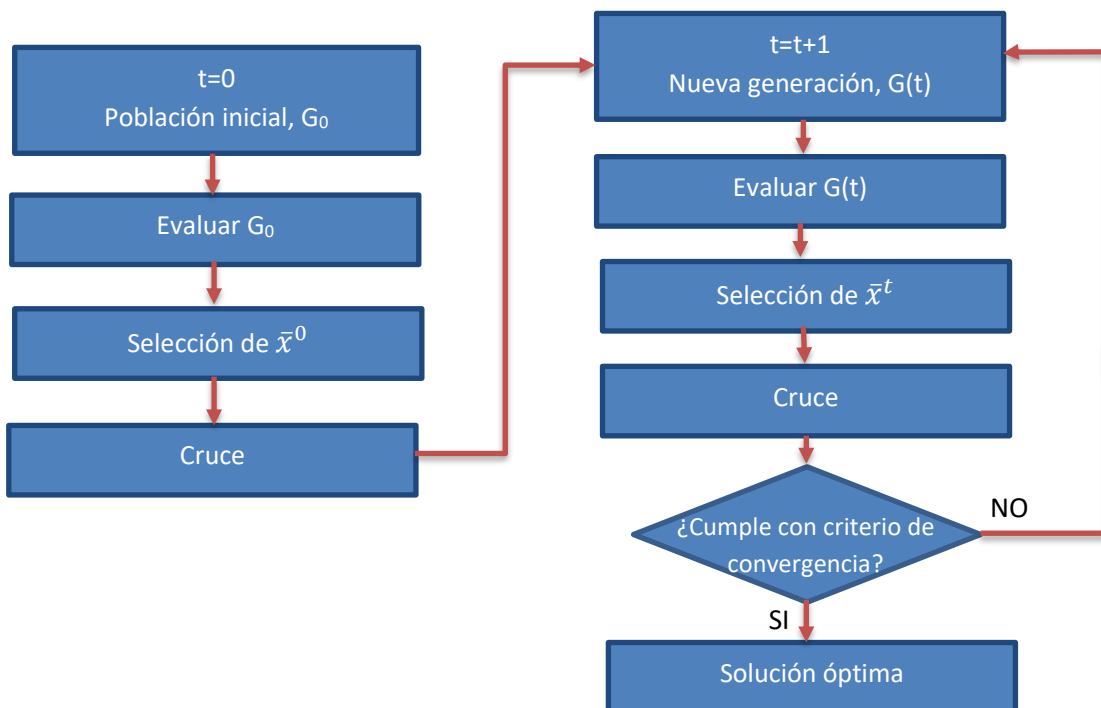 t=0
Población inicial, G₀
Evaluar G₀
Selección de x̄⁰
Cruce
t=t+1
Nueva generación, G(t)
Evaluar G(t)
Selección de x̄ᵗ
Cruce
¿Cumple con criterio de
convergencia?
NO
SI
Solución óptima